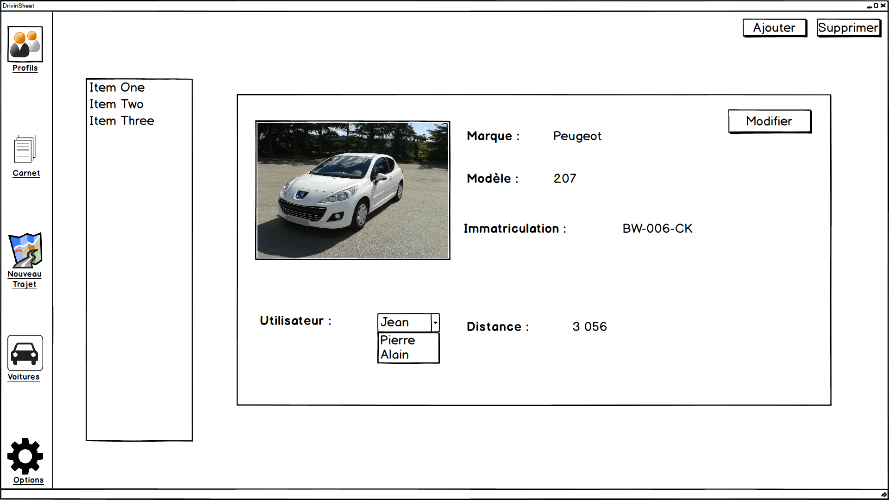 DrivinSheet
Ajouter
Supprimer
Profils
Carnet
Nouveau
Trajet
Voitures
Options
Item One
Item Two
Item Three
Modifier
Marque : Peugeot
Modèle : 207
Immatriculation : BW-006-CK
Utilisateur : Jean
Pierre
Alain
Distance : 3 056